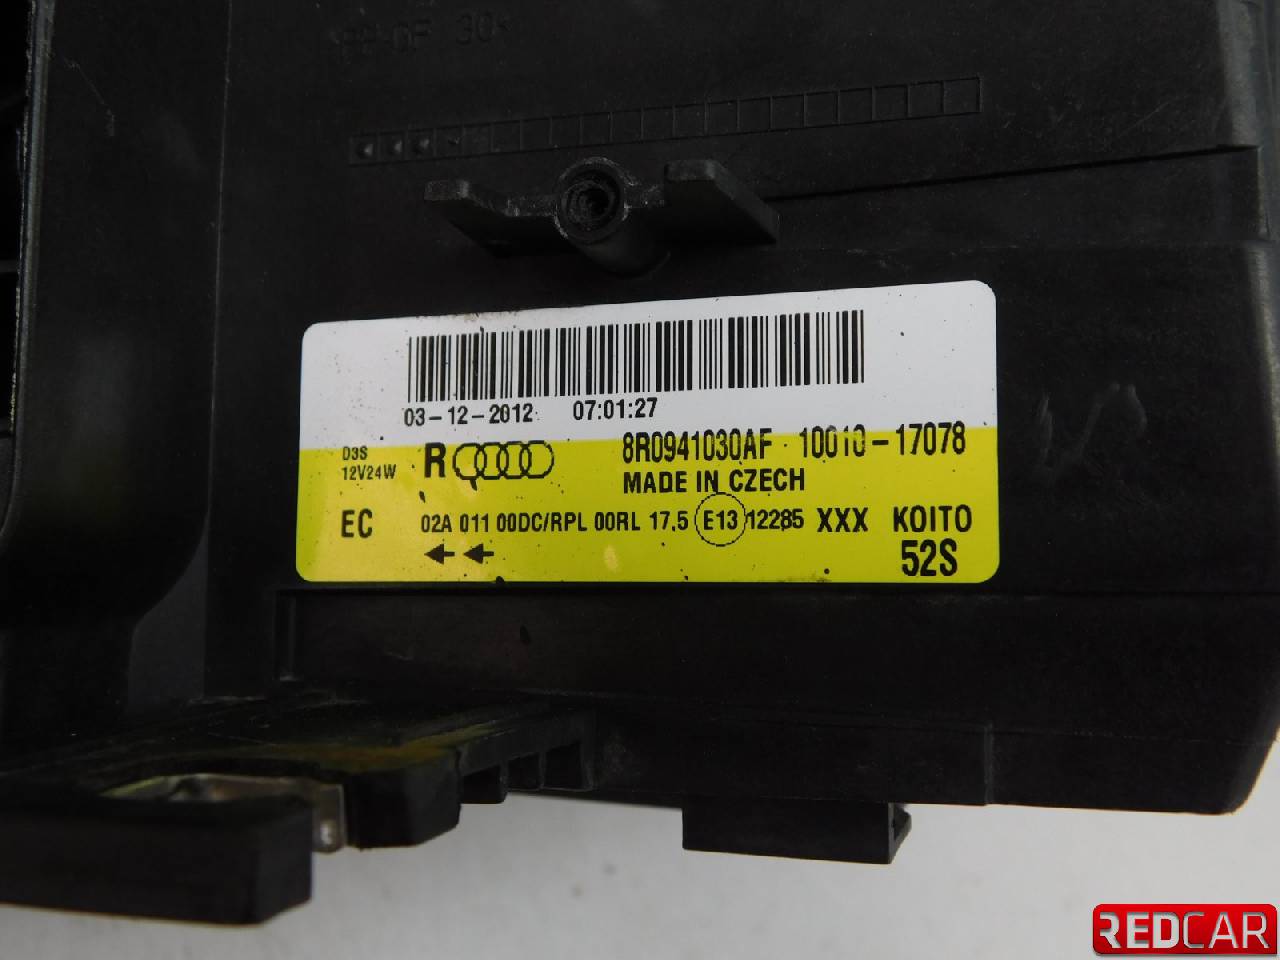 03-12-2012 07:01:27
D3S
12V24W
R
8R0941030AF 10010-17078
MADE IN CZECH
EC 02A 011 00DC/RPL 00RL 17.5 E13 12285 XXX KOITO
52S
REDCAR